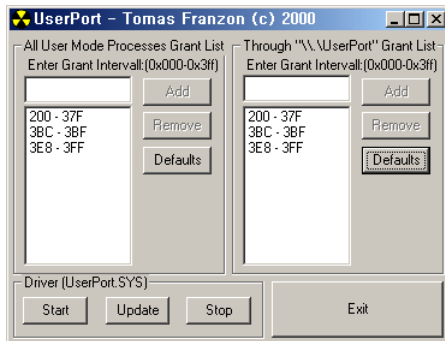 UserPort - Tomas Franzon (c) 2000
All User Mode Processes Grant List
Enter Grant Intervall:(0x000-0x3ff)
Add
200 - 37F
3BC - 3BF
3E8 - 3FF
Remove
Defaults
Through "\\.\UserPort" Grant List
Enter Grant Intervall:(0x000-0x3ff)
Add
200 - 37F
3BC - 3BF
3E8 - 3FF
Remove
Defaults
Driver (UserPort.SYS)
Start
Update
Stop
Exit